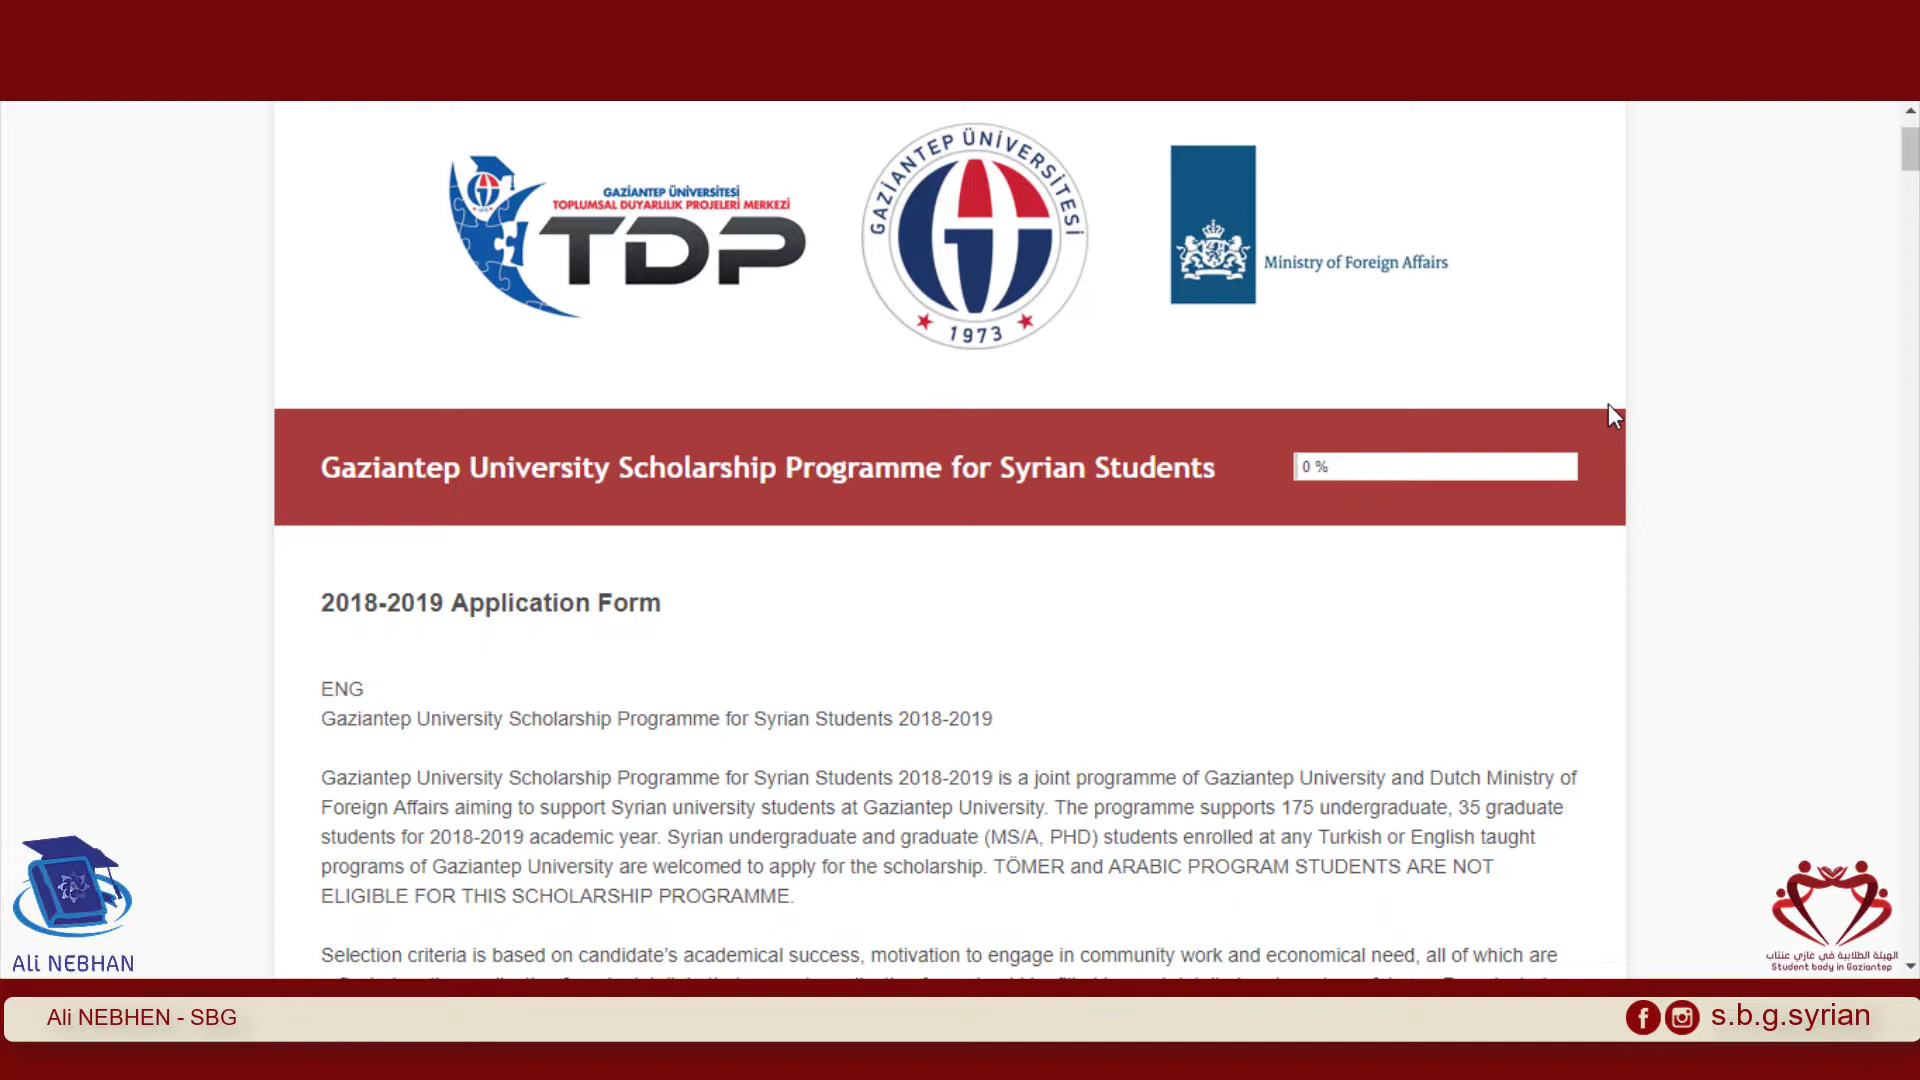 GAZİANTEP ÜNİVERSİTESİ
TOPLUMSAL DUYARLILIK PROJELERİ MERKEZİ
TDP
GAZİANTEP ÜNİVERSİTESİ
1973
Ministry of Foreign Affairs
Gaziantep University Scholarship Programme for Syrian Students
0 %
2018-2019 Application Form
ENG
Gaziantep University Scholarship Programme for Syrian Students 2018-2019
Gaziantep University Scholarship Programme for Syrian Students 2018-2019 is a joint programme of Gaziantep University and Dutch Ministry of
Foreign Affairs aiming to support Syrian university students at Gaziantep University. The programme supports 175 undergraduate, 35 graduate
students for 2018-2019 academic year. Syrian undergraduate and graduate (MS/A, PHD) students enrolled at any Turkish or English taught
programs of Gaziantep University are welcomed to apply for the scholarship. TÖMER and ARABIC PROGRAM STUDENTS ARE NOT
ELIGIBLE FOR THIS SCHOLARSHIP PROGRAMME.
Selection criteria is based on candidate's academical success, motivation to engage in community work and economical need, all of which are
Ali NEBHAN
الهيئة الطلابية في غازي عنتاب
Student body in Gaziantep
Ali NEBHEN - SBG
s.b.g.syrian